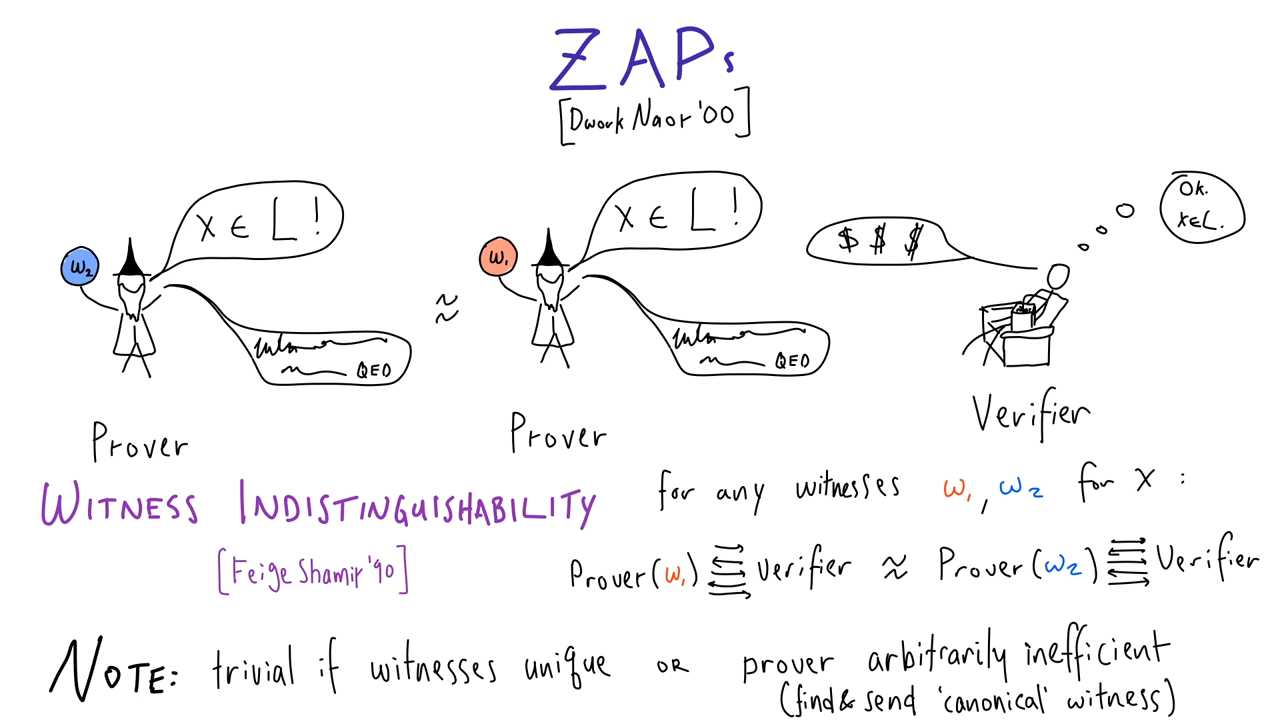 ZAPs
[Dwork Naor '00]
x ∈ L !
x ∈ L !
$ $ $
Ok.
x∈L.
w₂
w₁
QED
QED
Prover
Prover
Verifier
WITNESS INDISTINGUISHABILITY
[Feige Shamir '90]
for any witnesses w₁, w₂ for x :
Prover(w₁) Verifier ≈ Prover(w₂) Verifier
NOTE: trivial if witnesses unique or prover arbitrarily inefficient
(find & send 'canonical' witness)